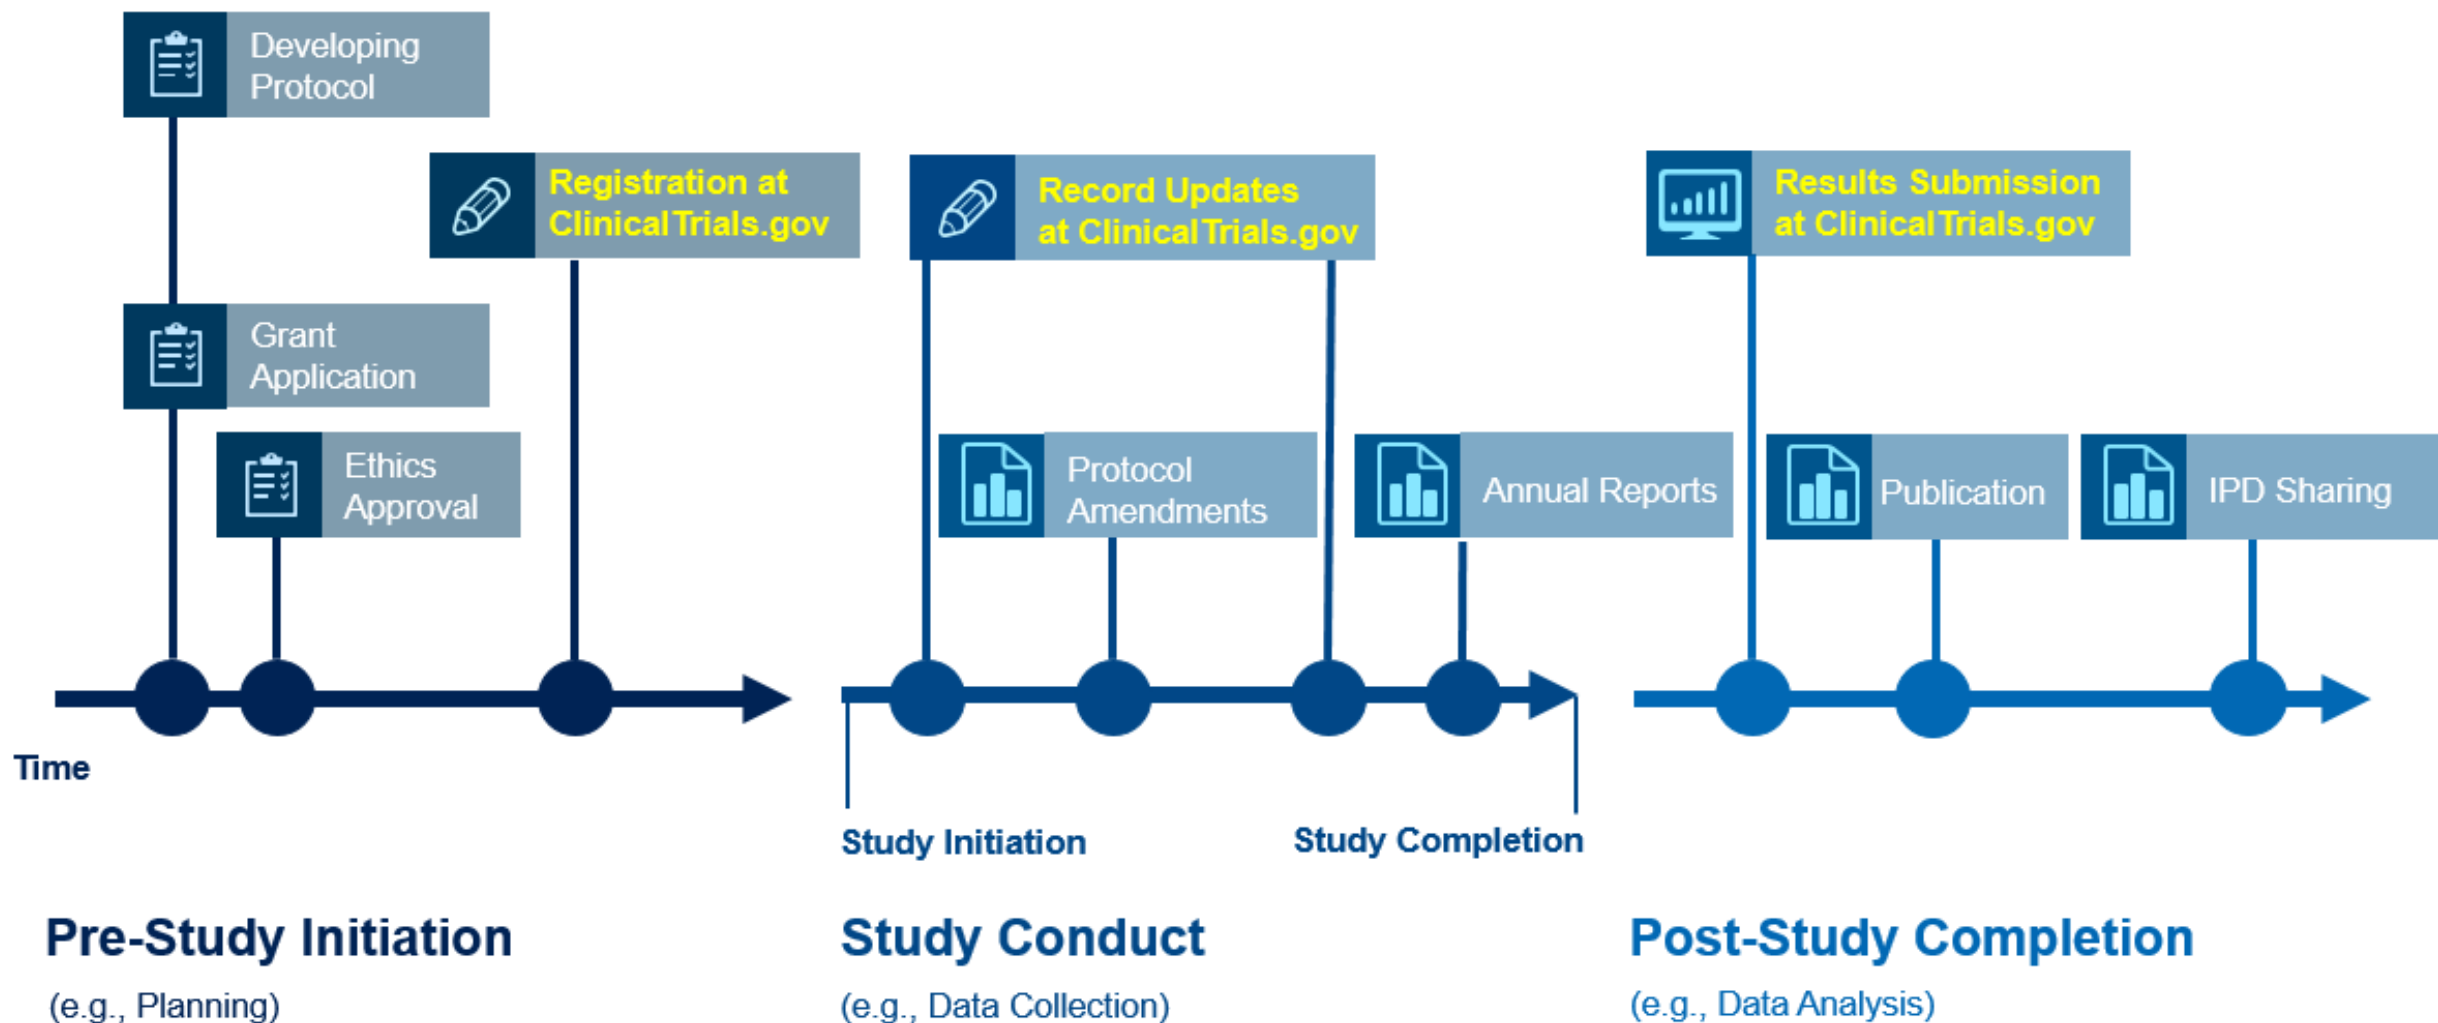 Developing
Protocol
Registration at
ClinicalTrials.gov
Record Updates
at ClinicalTrials.gov
Results Submission
at ClinicalTrials.gov
Grant
Application
Ethics
Approval
Protocol
Amendments
Annual Reports
Publication
IPD Sharing
Time
Study Initiation
Study Completion
Pre-Study Initiation
(e.g., Planning)
Study Conduct
(e.g., Data Collection)
Post-Study Completion
(e.g., Data Analysis)